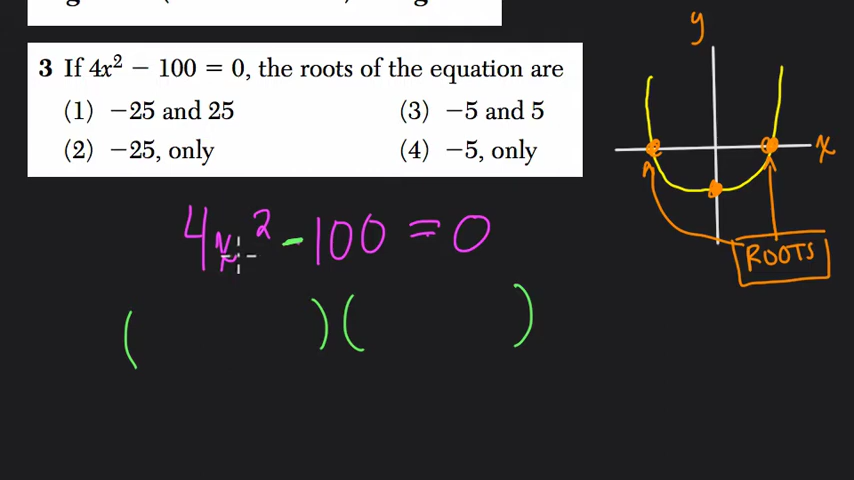 3 If 4x² − 100 = 0, the roots of the equation are
(1) −25 and 25
(3) −5 and 5
(2) −25, only
(4) −5, only
4x² - 100 = 0
( ) ( )
y
x
ROOTS